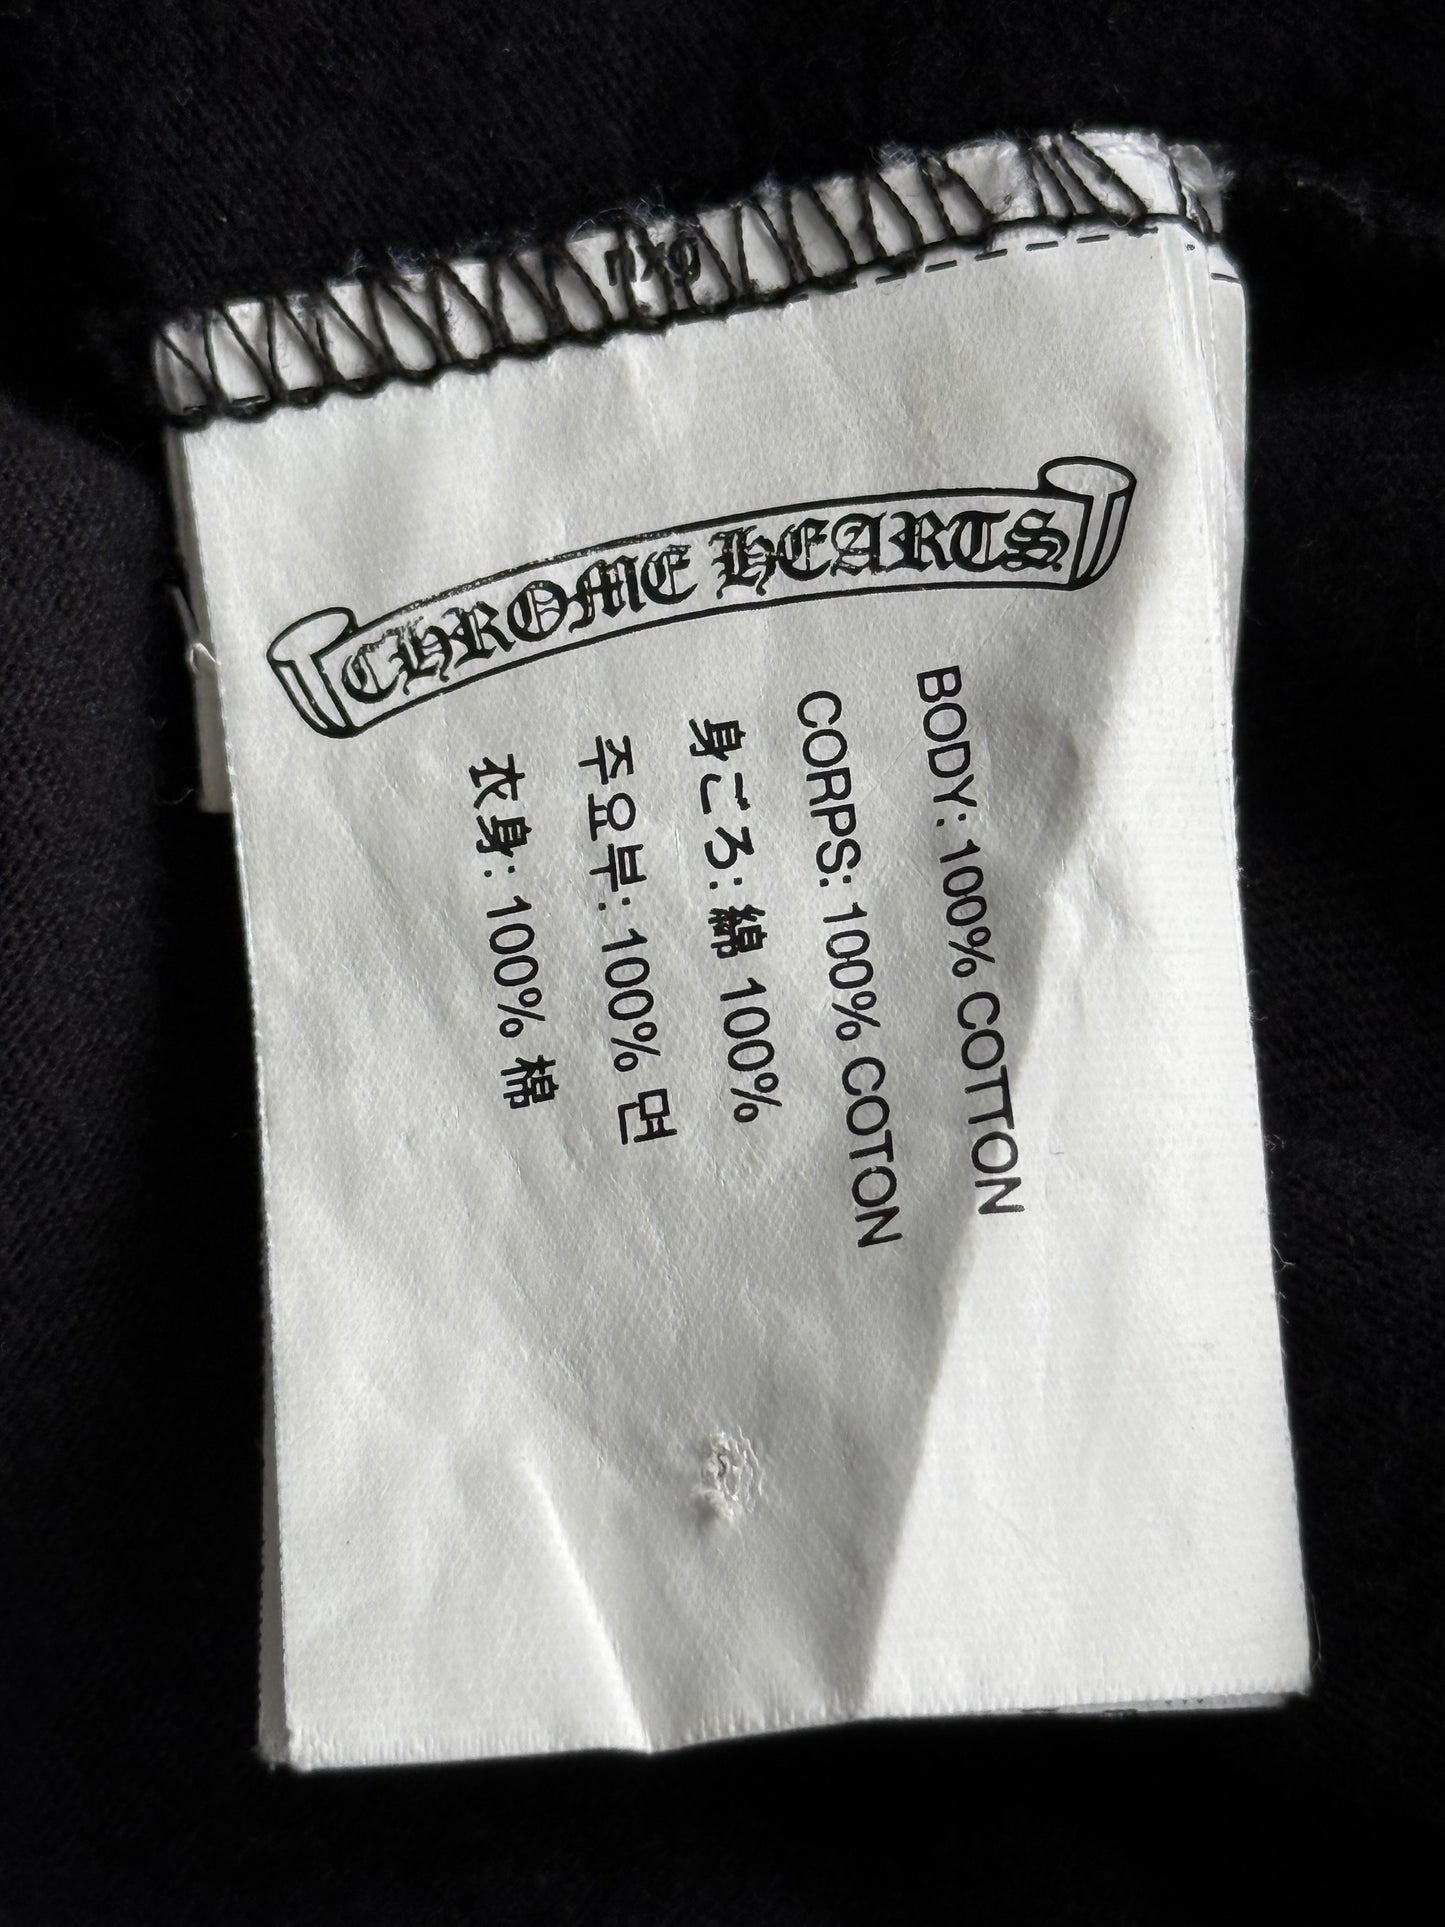 CHROME HEARTS
BODY: 100% COTTON
CORPS: 100% COTON
身ごろ: 綿 100%
주요부: 100% 면
衣身: 100% 棉